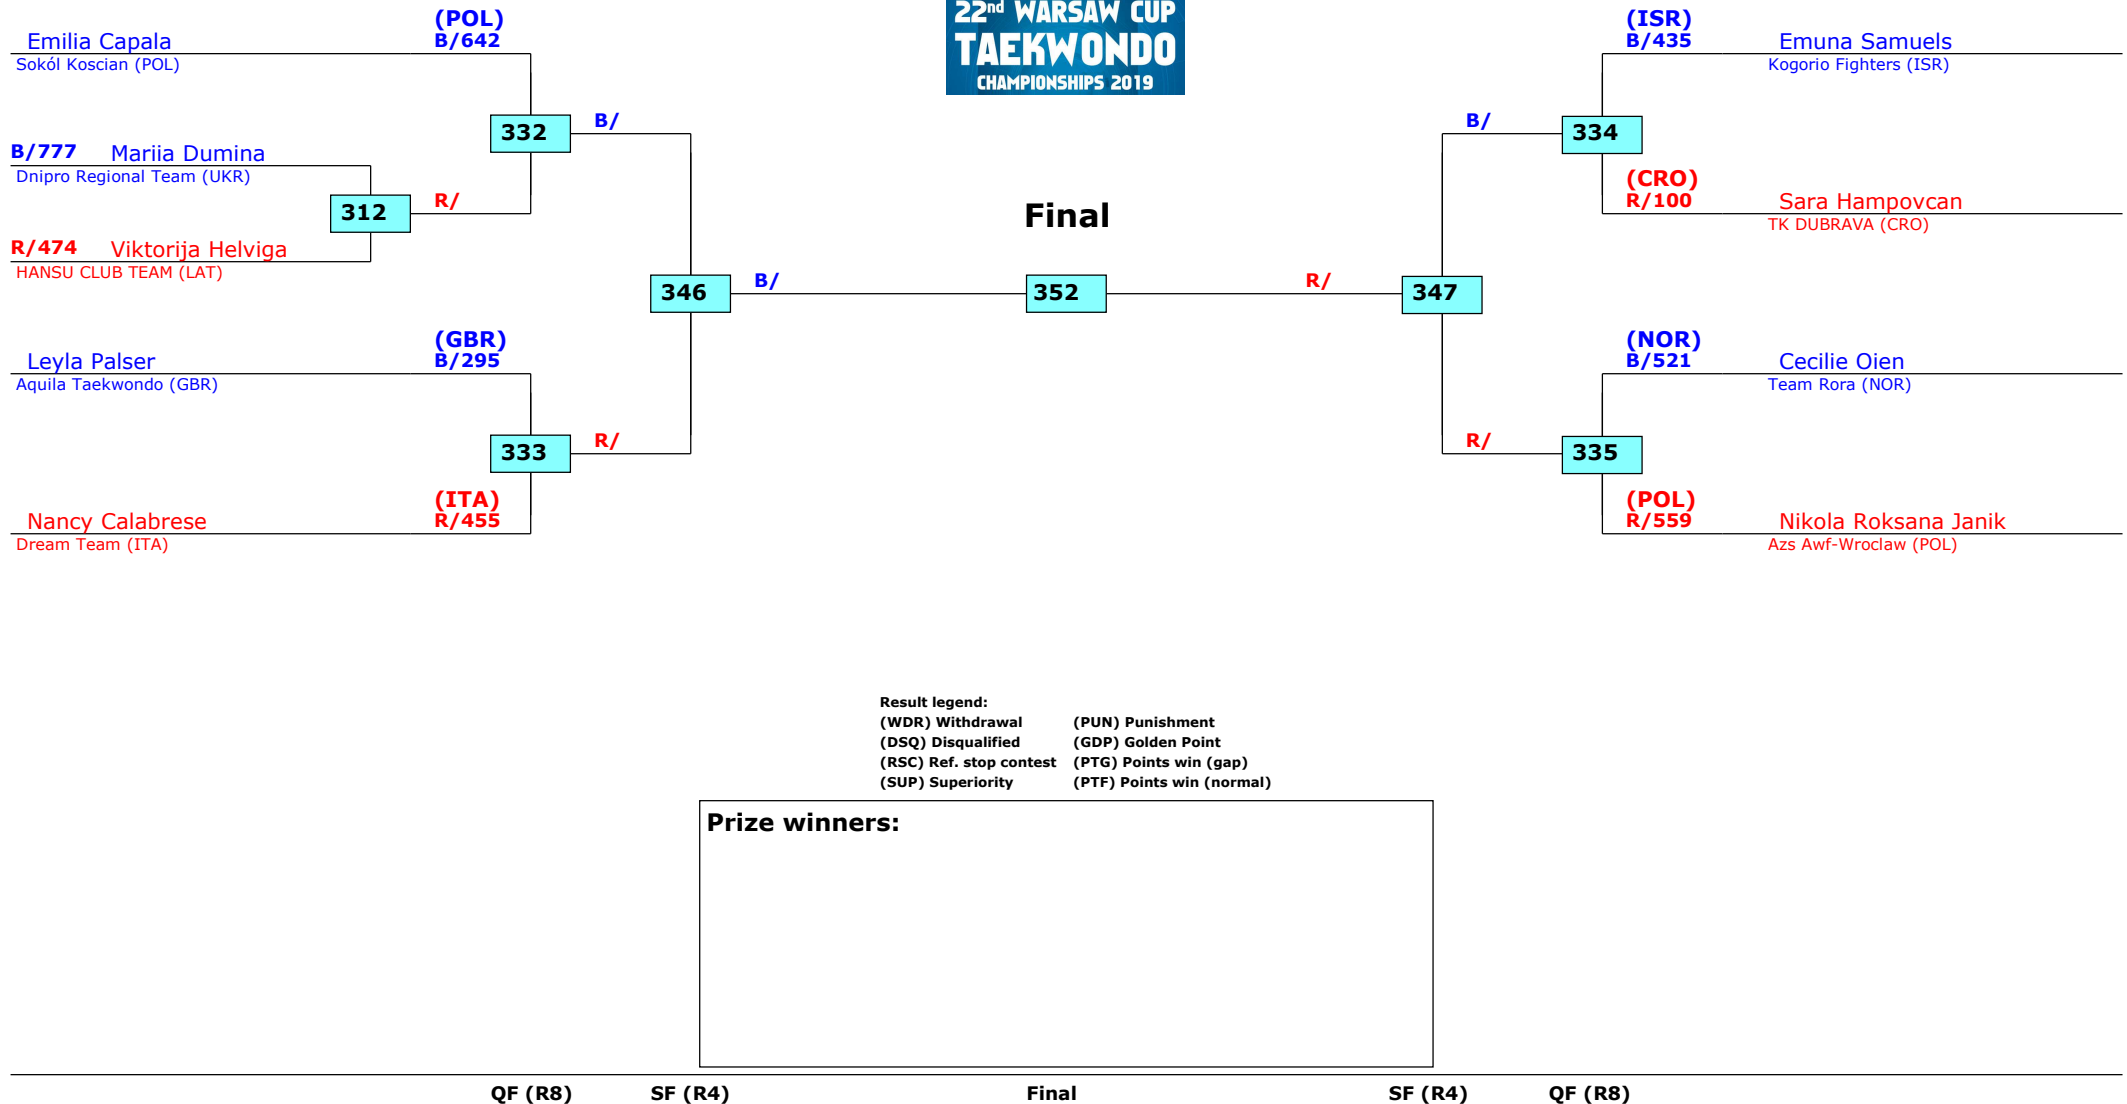 22nd WARSAW CUP
TAEKWONDO
CHAMPIONSHIPS 2019
(POL)
Emilia Capala B/642
Sokól Koscian (POL)
332
B/
B/777 Mariia Dumina
Dnipro Regional Team (UKR)
312
R/
R/474 Viktorija Helviga
HANSU CLUB TEAM (LAT)
346
B/
(GBR)
Leyla Palser B/295
Aquila Taekwondo (GBR)
333
R/
(ITA)
Nancy Calabrese R/455
Dream Team (ITA)
Final
352
(ISR)
B/435 Emuna Samuels
Kogorio Fighters (ISR)
B/
334
(CRO)
R/100 Sara Hampovcan
TK DUBRAVA (CRO)
R/
347
(NOR)
B/521 Cecilie Oien
Team Rora (NOR)
R/
335
(POL)
R/559 Nikola Roksana Janik
Azs Awf-Wroclaw (POL)
Result legend:
(WDR) Withdrawal (PUN) Punishment
(DSQ) Disqualified (GDP) Golden Point
(RSC) Ref. stop contest (PTG) Points win (gap)
(SUP) Superiority (PTF) Points win (normal)
Prize winners:
QF (R8) SF (R4) Final SF (R4) QF (R8)